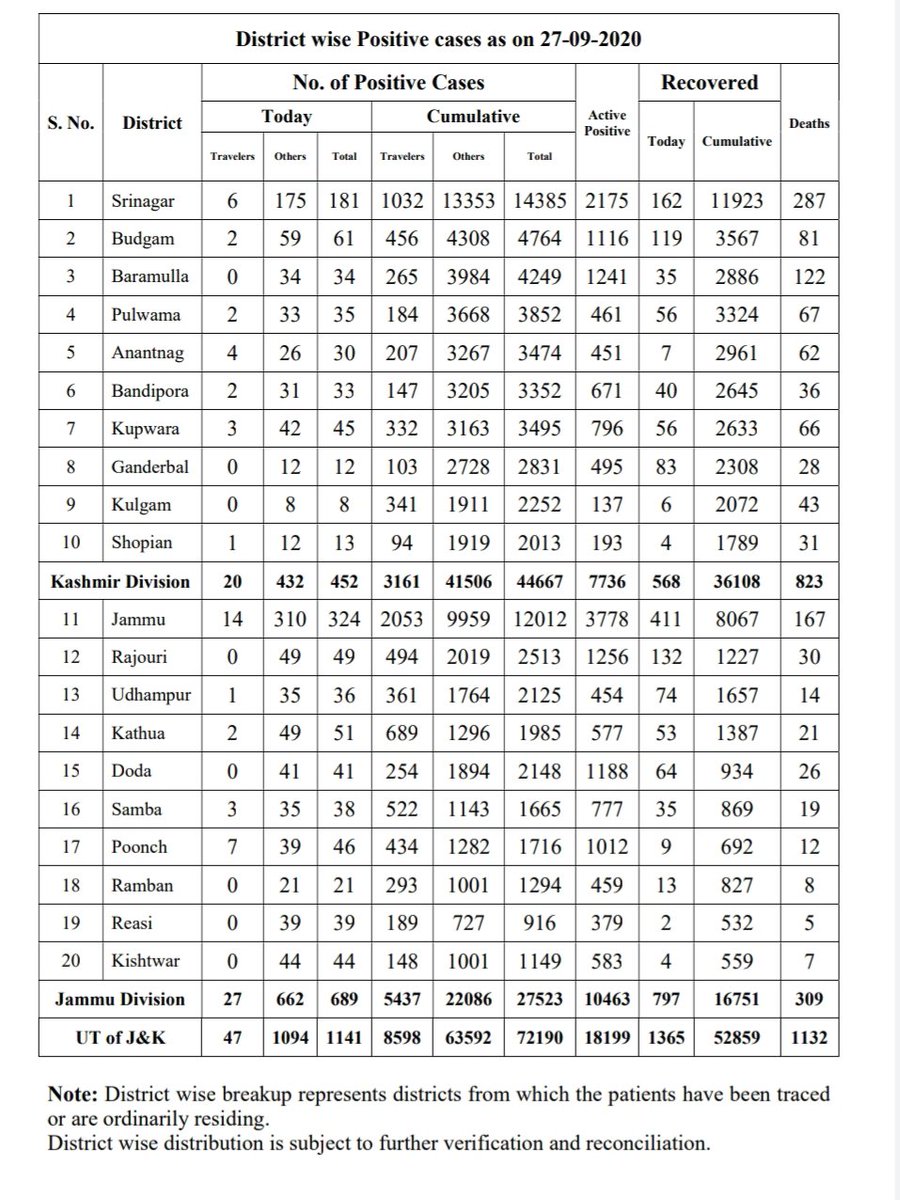 District wise Positive cases as on 27-09-2020
S. No. District No. of Positive Cases Active Positive Recovered Deaths
Today Cumulative Today Cumulative
Travelers Others Total Travelers Others Total
1 Srinagar 6 175 181 1032 13353 14385 2175 162 11923 287
2 Budgam 2 59 61 456 4308 4764 1116 119 3567 81
3 Baramulla 0 34 34 265 3984 4249 1241 35 2886 122
4 Pulwama 2 33 35 184 3668 3852 461 56 3324 67
5 Anantnag 4 26 30 207 3267 3474 451 7 2961 62
6 Bandipora 2 31 33 147 3205 3352 671 40 2645 36
7 Kupwara 3 42 45 332 3163 3495 796 56 2633 66
8 Ganderbal 0 12 12 103 2728 2831 495 83 2308 28
9 Kulgam 0 8 8 341 1911 2252 137 6 2072 43
10 Shopian 1 12 13 94 1919 2013 193 4 1789 31
Kashmir Division 20 432 452 3161 41506 44667 7736 568 36108 823
11 Jammu 14 310 324 2053 9959 12012 3778 411 8067 167
12 Rajouri 0 49 49 494 2019 2513 1256 132 1227 30
13 Udhampur 1 35 36 361 1764 2125 454 74 1657 14
14 Kathua 2 49 51 689 1296 1985 577 53 1387 21
15 Doda 0 41 41 254 1894 2148 1188 64 934 26
16 Samba 3 35 38 522 1143 1665 777 35 869 19
17 Poonch 7 39 46 434 1282 1716 1012 9 692 12
18 Ramban 0 21 21 293 1001 1294 459 13 827 8
19 Reasi 0 39 39 189 727 916 379 2 532 5
20 Kishtwar 0 44 44 148 1001 1149 583 4 559 7
Jammu Division 27 662 689 5437 22086 27523 10463 797 16751 309
UT of J&K 47 1094 1141 8598 63592 72190 18199 1365 52859 1132
Note: District wise breakup represents districts from which the patients have been traced
or are ordinarily residing.
District wise distribution is subject to further verification and reconciliation.